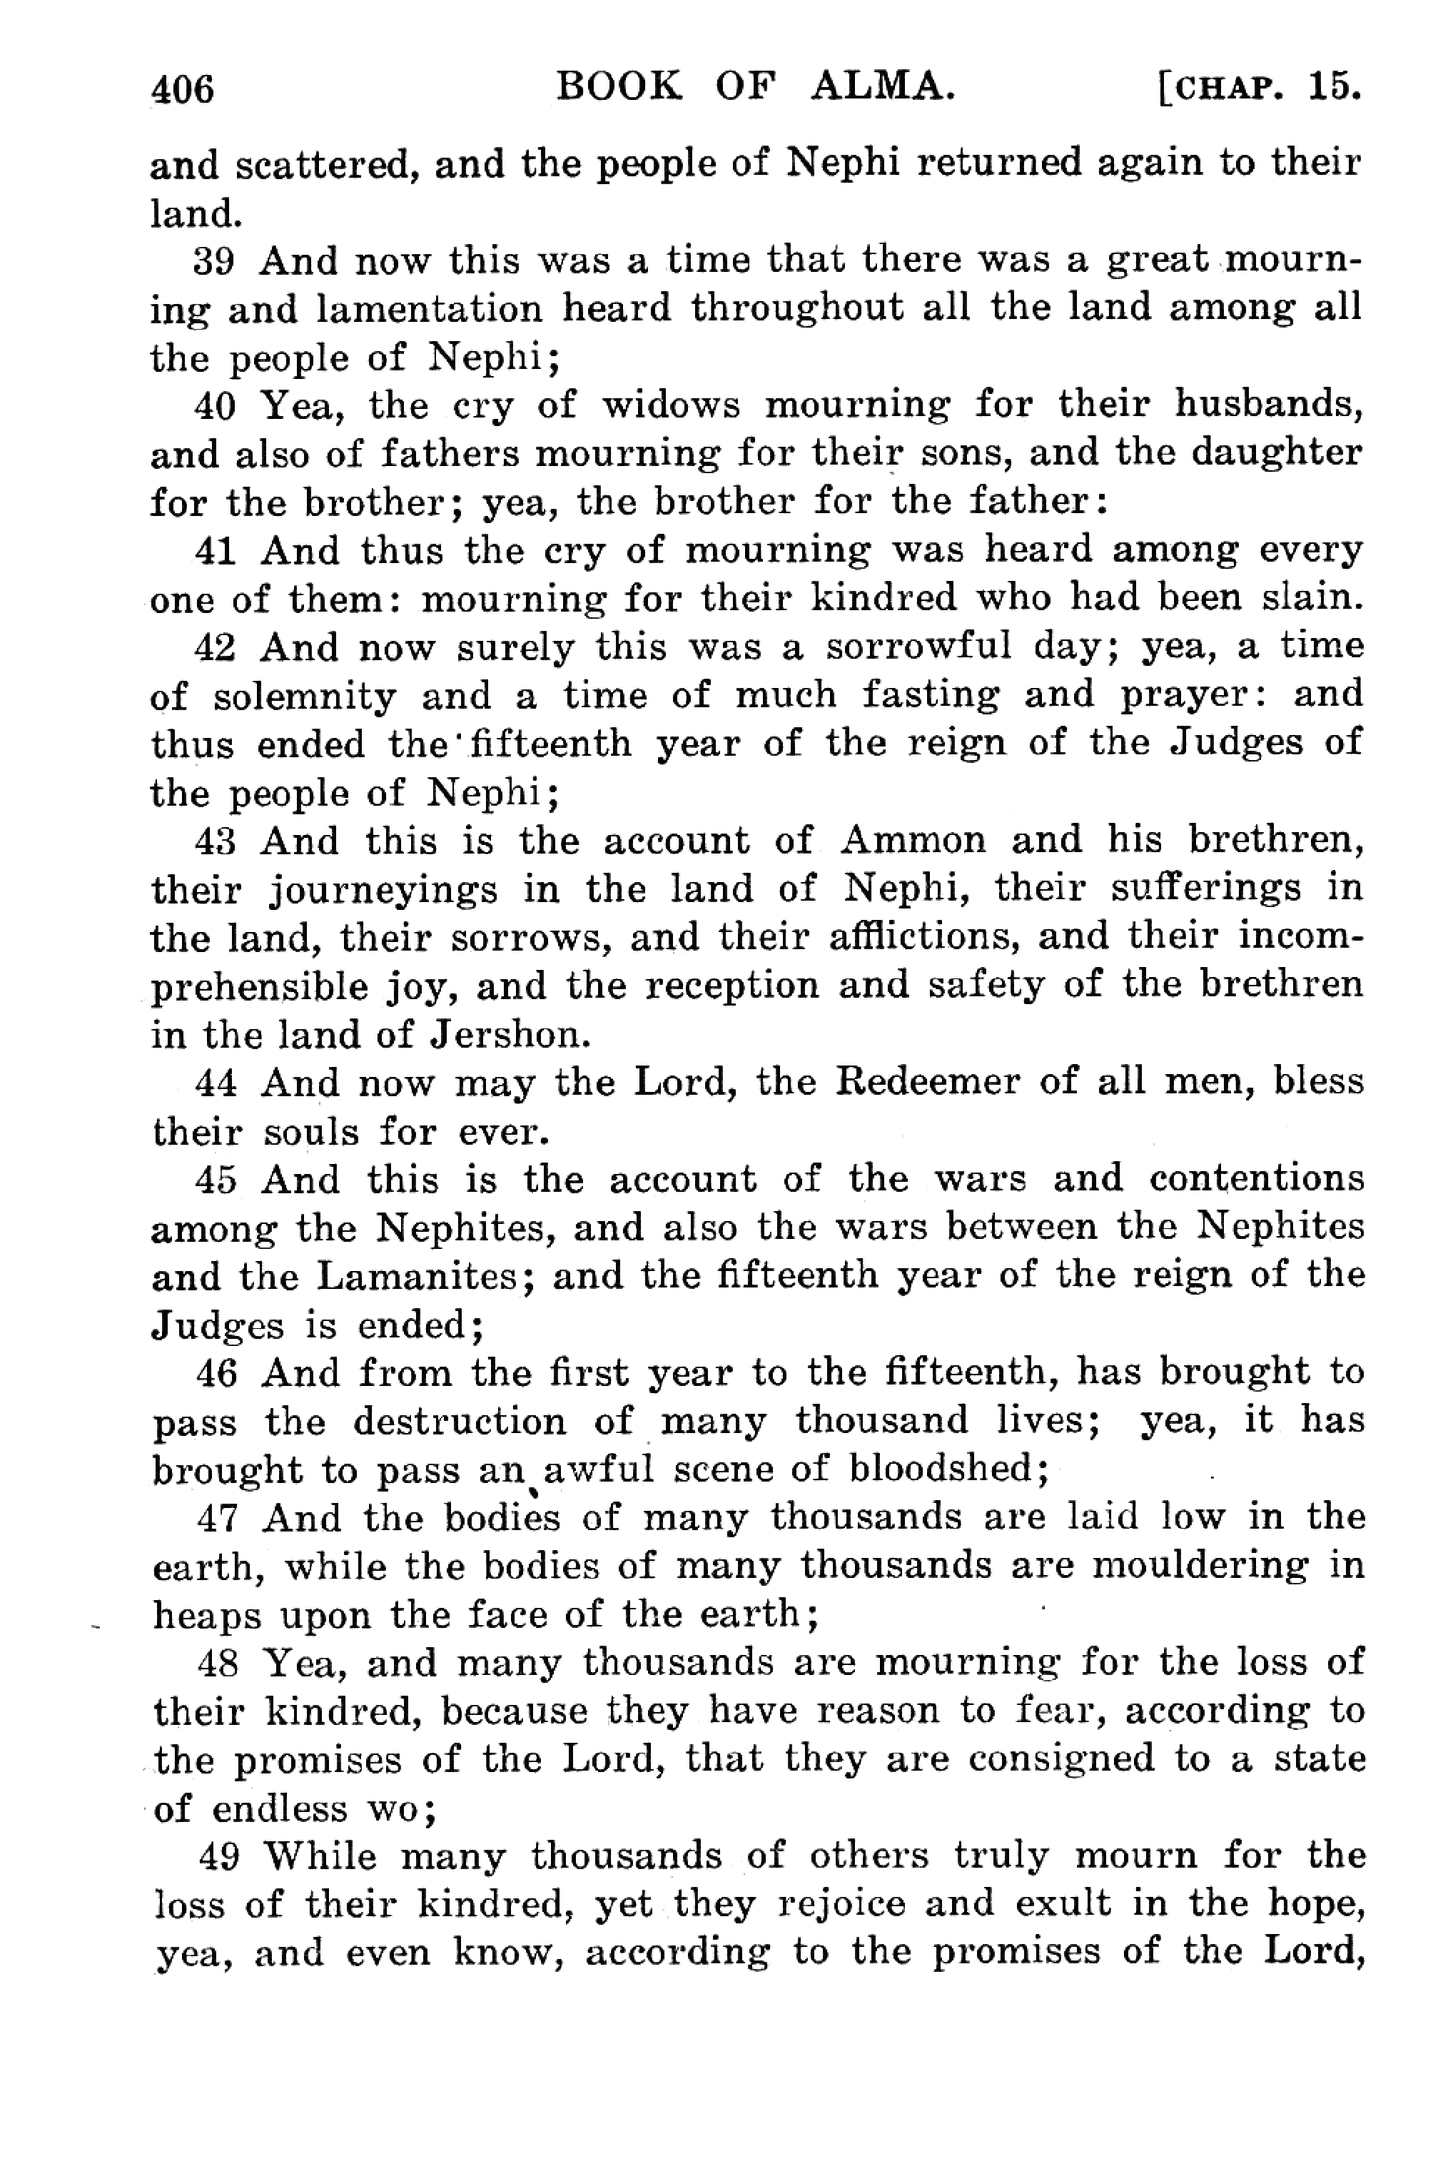 406 BOOK OF ALMA. [CHAP. 15.
and scattered, and the people of Nephi returned again to their
land.
39 And now this was a time that there was a great mourn-
ing and lamentation heard throughout all the land among all
the people of Nephi;
40 Yea, the cry of widows mourning for their husbands,
and also of fathers mourning for their sons, and the daughter
for the brother; yea, the brother for the father:
41 And thus the cry of mourning was heard among every
one of them: mourning for their kindred who had been slain.
42 And now surely this was a sorrowful day; yea, a time
of solemnity and a time of much fasting and prayer: and
thus ended the fifteenth year of the reign of the Judges of
the people of Nephi;
43 And this is the account of Ammon and his brethren,
their journeyings in the land of Nephi, their sufferings in
the land, their sorrows, and their afflictions, and their incom-
prehensible joy, and the reception and safety of the brethren
in the land of Jershon.
44 And now may the Lord, the Redeemer of all men, bless
their souls for ever.
45 And this is the account of the wars and contentions
among the Nephites, and also the wars between the Nephites
and the Lamanites; and the fifteenth year of the reign of the
Judges is ended;
46 And from the first year to the fifteenth, has brought to
pass the destruction of many thousand lives; yea, it has
brought to pass an awful scene of bloodshed;
47 And the bodies of many thousands are laid low in the
earth, while the bodies of many thousands are mouldering in
heaps upon the face of the earth;
48 Yea, and many thousands are mourning for the loss of
their kindred, because they have reason to fear, according to
the promises of the Lord, that they are consigned to a state
of endless wo;
49 While many thousands of others truly mourn for the
loss of their kindred, yet they rejoice and exult in the hope,
yea, and even know, according to the promises of the Lord,